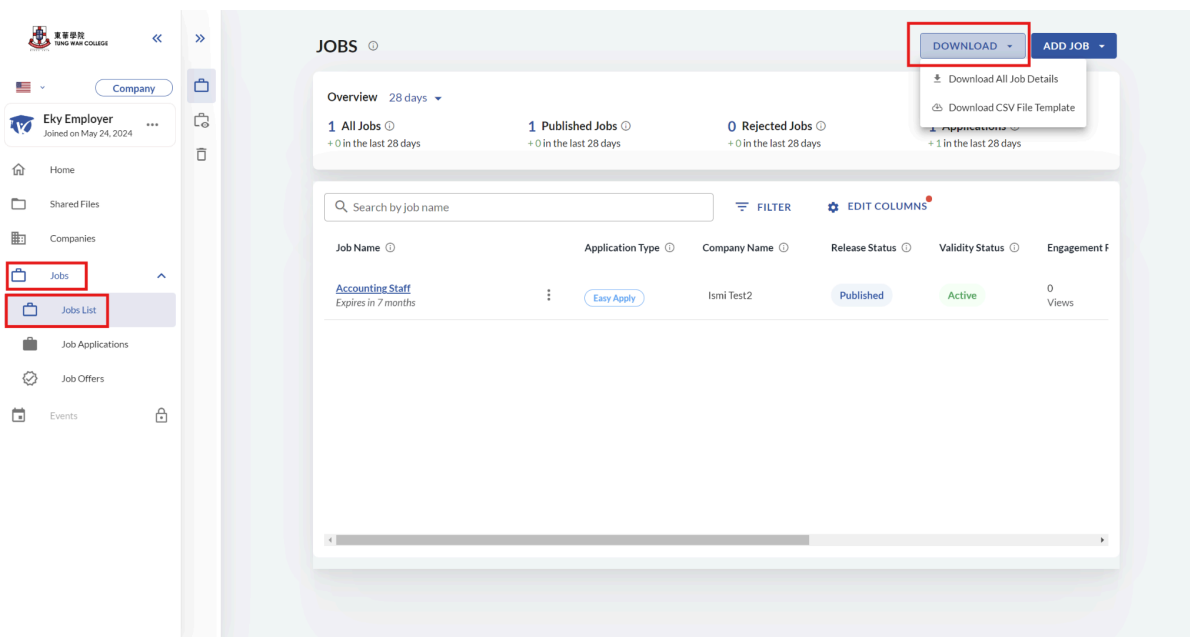 東華學院
TUNG WAH COLLEGE
Company
Eky Employer
Joined on May 24, 2024
Home
Shared Files
Companies
Jobs
Jobs List
Job Applications
Job Offers
Events
JOBS
DOWNLOAD
ADD JOB
Download All Job Details
Download CSV File Template
Overview 28 days
1 All Jobs
+ 0 in the last 28 days
1 Published Jobs
+ 0 in the last 28 days
0 Rejected Jobs
+ 0 in the last 28 days
1 Applications
+ 1 in the last 28 days
Search by job name
FILTER
EDIT COLUMNS
Job Name Application Type Company Name Release Status Validity Status Engagement
Accounting Staff
Expires in 7 months
Easy Apply
Ismi Test2
Published
Active
0
Views